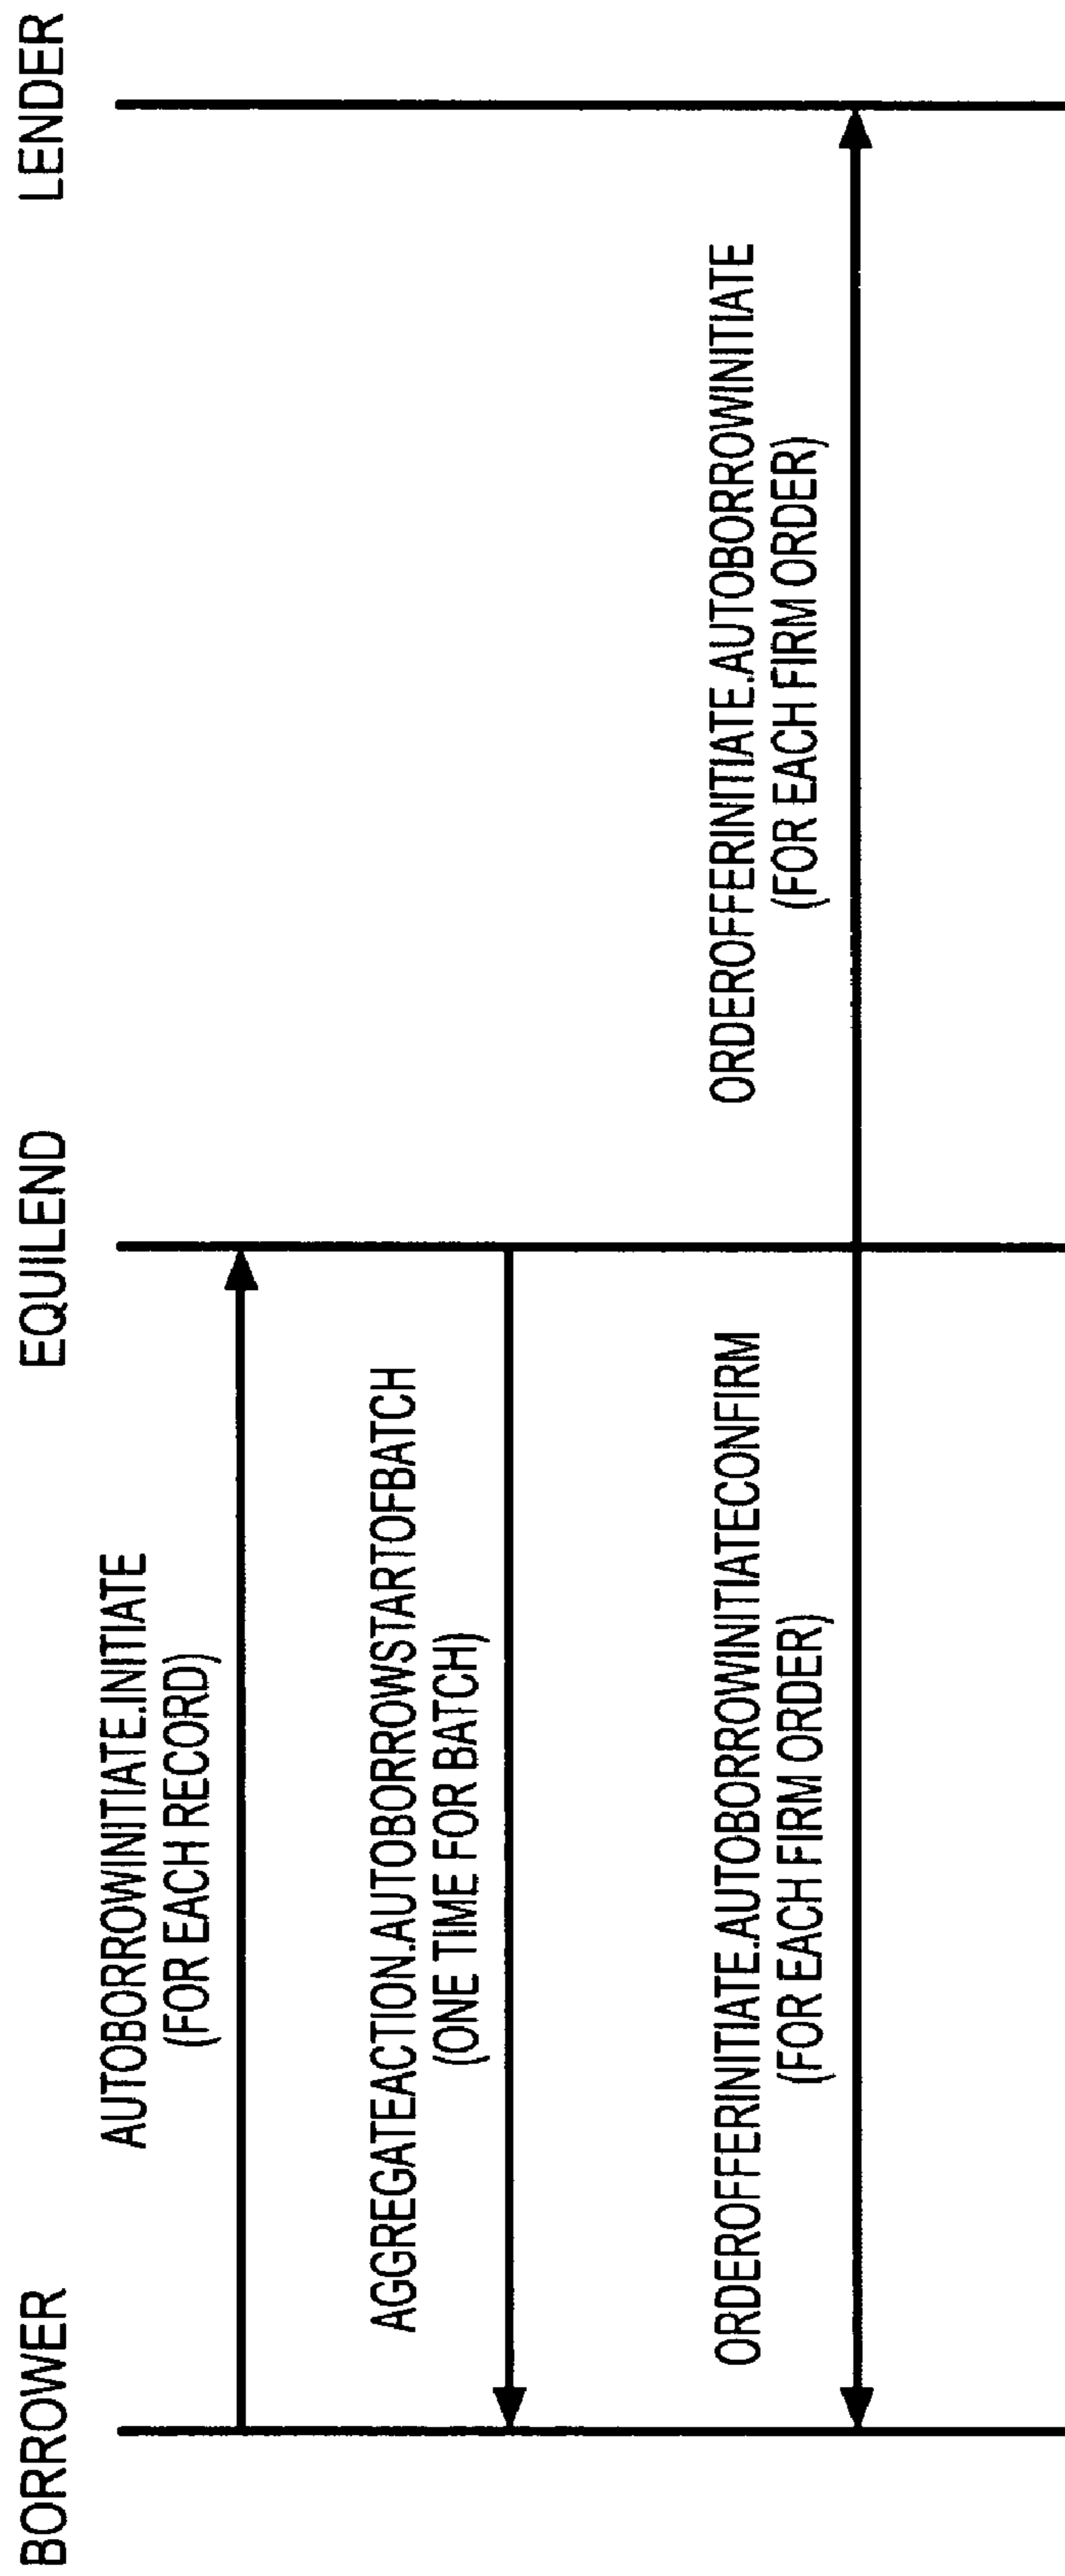 BORROWER
EQUILEND
LENDER
AUTOBORROWINITIATE.INITIATE
(FOR EACH RECORD)
AGGREGATEACTION.AUTOBORROWSTARTOFBATCH
(ONE TIME FOR BATCH)
ORDEROFFERINITIATE.AUTOBORROWINITIATECONFIRM
(FOR EACH FIRM ORDER)
ORDEROFFERINITIATE.AUTOBORROWINITIATE
(FOR EACH FIRM ORDER)